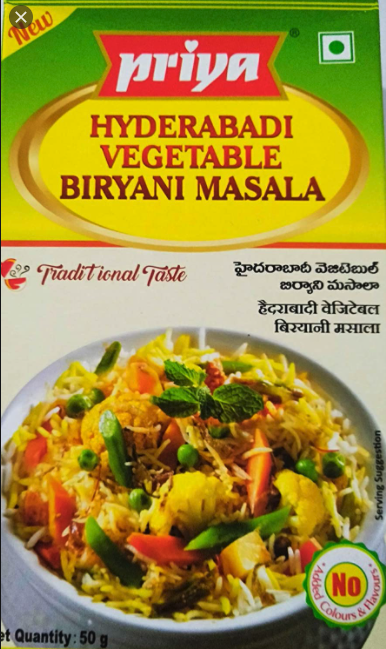 New
priya
®
HYDERABADI
VEGETABLE
BIRYANI MASALA
Traditional Taste
హైదరాబాదీ వెజిటెబుల్
బిర్యాని మసాలా
हैदराबादी वेजिटेबल
बिरयानी मसाला
Serving Suggestion
No
Added Colours & Flavours
et Quantity: 50 g